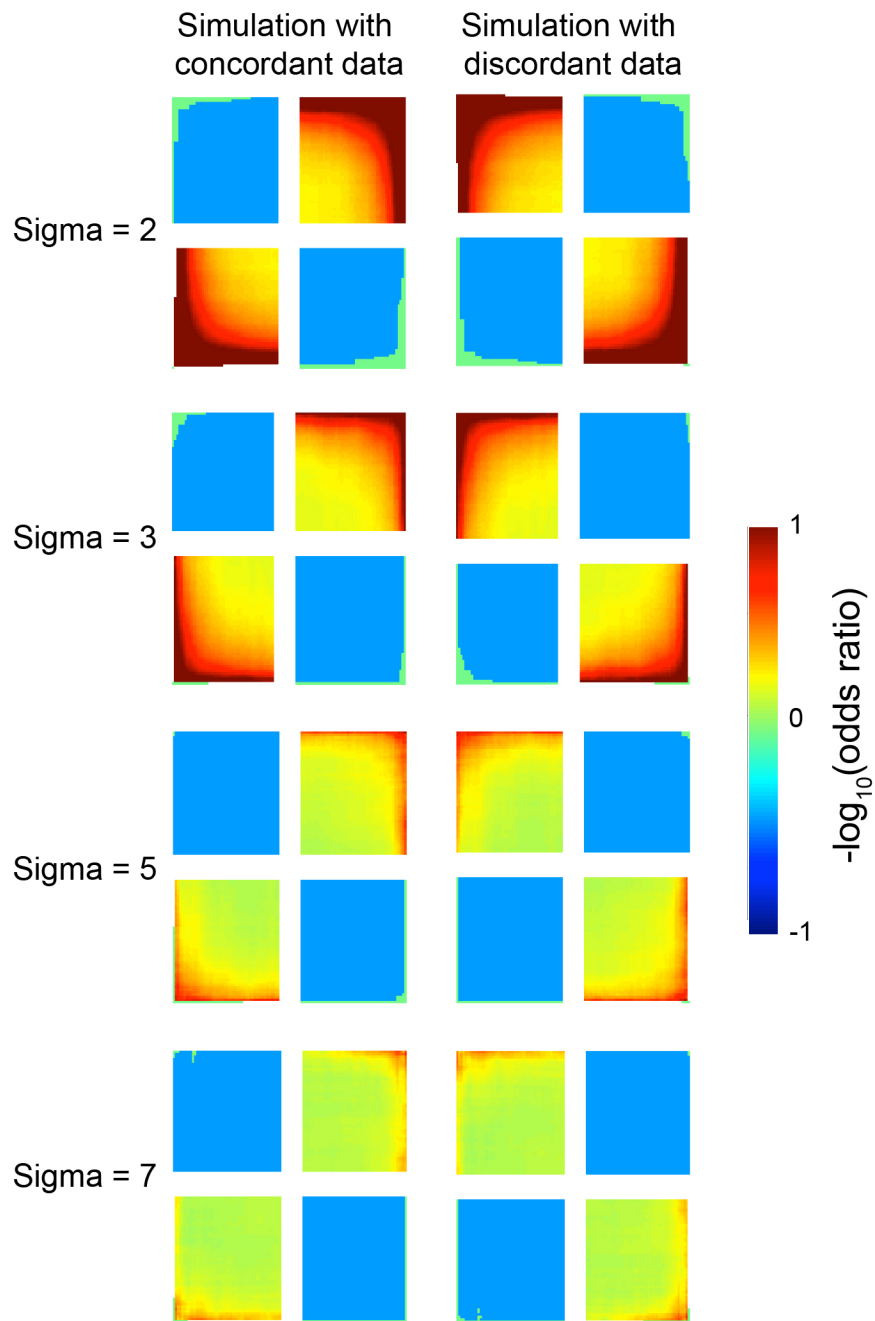 Simulation with
concordant data
Simulation with
discordant data
Sigma = 2
Sigma = 3
Sigma = 5
Sigma = 7
1
0
-1
-log10(odds ratio)